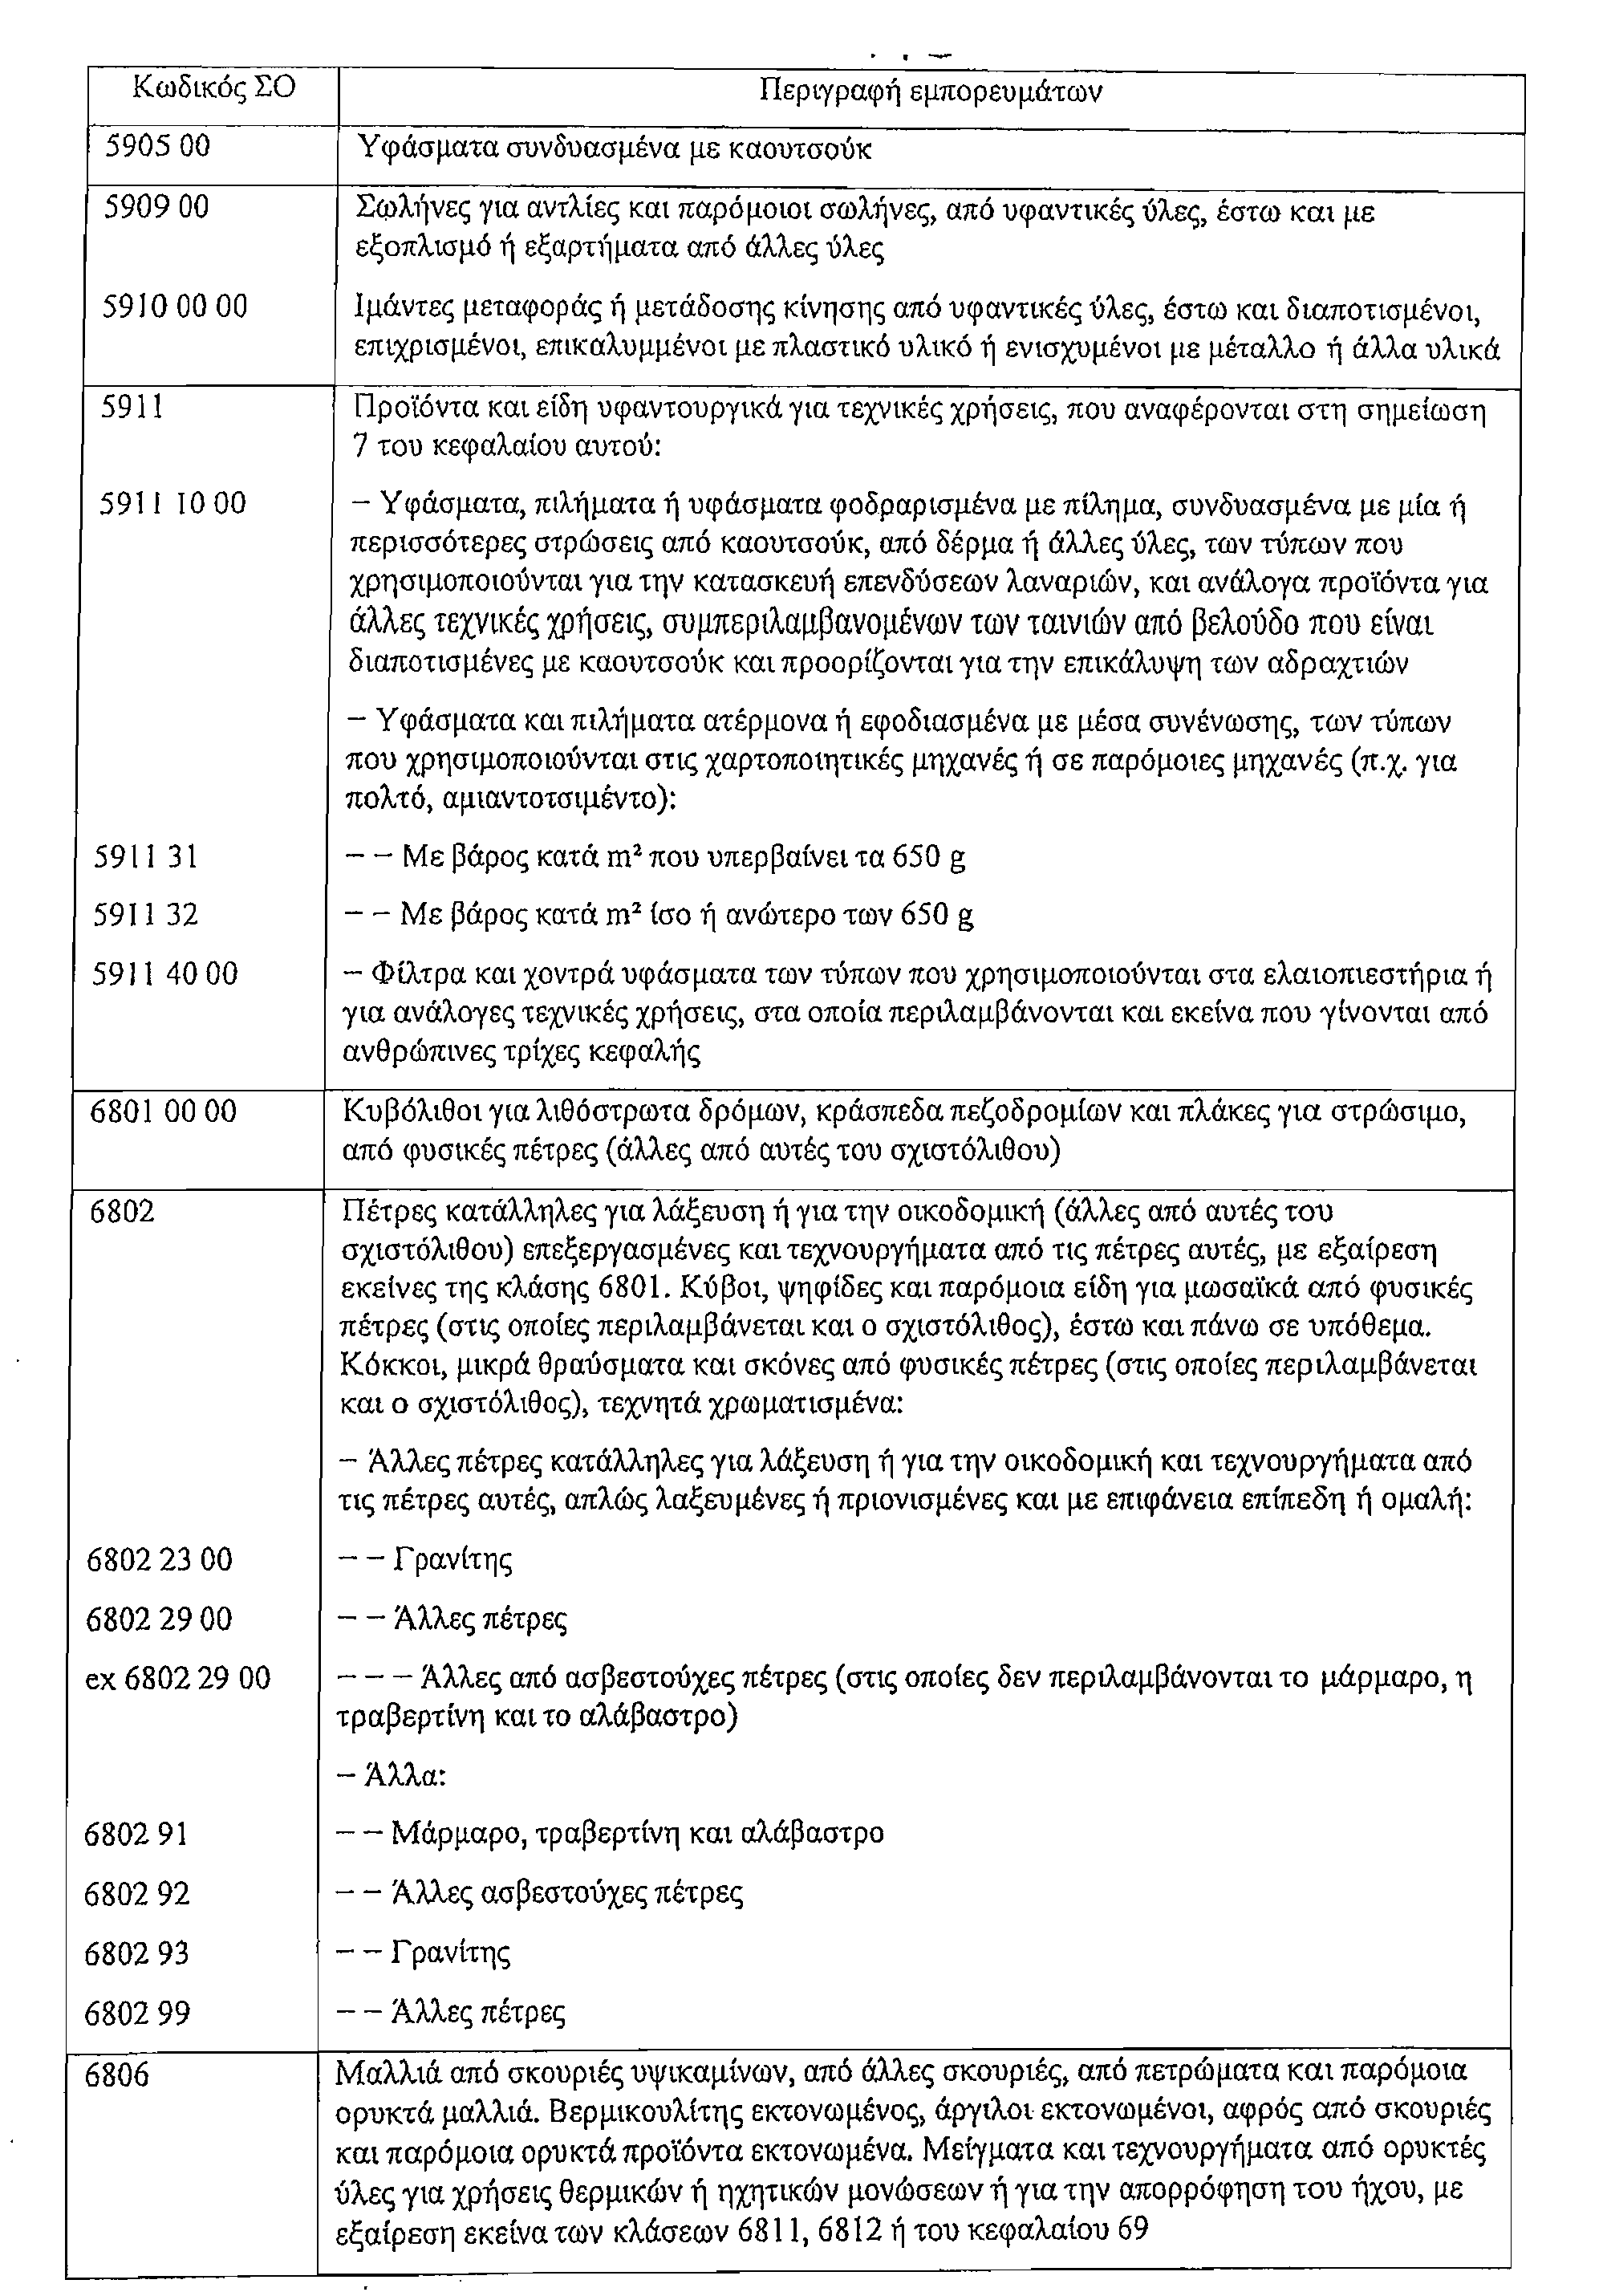 Κωδικός ΣΟ Περιγραφή εμπορευμάτων
5905 00 Υφάσματα συνδυασμένα με καουτσούκ
5909 00 Σωλήνες για αντλίες και παρόμοιοι σωλήνες, από υφαντικές ύλες, έστω και με
εξοπλισμό ή εξαρτήματα από άλλες ύλες
5910 00 00 Ιμάντες μεταφοράς ή μετάδοσης κίνησης από υφαντικές ύλες, έστω και διαποτισμένοι,
επιχρισμένοι, επικαλυμμένοι με πλαστικό υλικό ή ενισχυμένοι με μέταλλο ή άλλα υλικά
5911 Προϊόντα και είδη υφαντουργικά για τεχνικές χρήσεις, που αναφέρονται στη σημείωση
7 του κεφαλαίου αυτού:
5911 10 00 – Υφάσματα, πιλήματα ή υφάσματα φοδραρισμένα με πίλημα, συνδυασμένα με μία ή
περισσότερες στρώσεις από καουτσούκ, από δέρμα ή άλλες ύλες, των τύπων που
χρησιμοποιούνται για την κατασκευή επενδύσεων λαναριών, και ανάλογα προϊόντα για
άλλες τεχνικές χρήσεις, συμπεριλαμβανομένων των ταινιών από βελούδο που είναι
διαποτισμένες με καουτσούκ και προορίζονται για την επικάλυψη των αδραχτιών
– Υφάσματα και πιλήματα ατέρμονα ή εφοδιασμένα με μέσα συνένωσης, των τύπων
που χρησιμοποιούνται στις χαρτοποιητικές μηχανές ή σε παρόμοιες μηχανές (π.χ. για
πολτό, αμιαντοτσιμέντο):
5911 31 – – Με βάρος κατά m² που υπερβαίνει τα 650 g
5911 32 – – Με βάρος κατά m² ίσο ή ανώτερο των 650 g
5911 40 00 – Φίλτρα και χοντρά υφάσματα των τύπων που χρησιμοποιούνται στα ελαιοπιεστήρια ή
για ανάλογες τεχνικές χρήσεις, στα οποία περιλαμβάνονται και εκείνα που γίνονται από
ανθρώπινες τρίχες κεφαλής
6801 00 00 Κυβόλιθοι για λιθόστρωτα δρόμων, κράσπεδα πεζοδρομίων και πλάκες για στρώσιμο,
από φυσικές πέτρες (άλλες από αυτές του σχιστόλιθου)
6802 Πέτρες κατάλληλες για λάξευση ή για την οικοδομική (άλλες από αυτές του
σχιστόλιθου) επεξεργασμένες και τεχνουργήματα από τις πέτρες αυτές, με εξαίρεση
εκείνες της κλάσης 6801. Κύβοι, ψηφίδες και παρόμοια είδη για μωσαϊκά από φυσικές
πέτρες (στις οποίες περιλαμβάνεται και ο σχιστόλιθος), έστω και πάνω σε υπόθεμα.
Κόκκοι, μικρά θραύσματα και σκόνες από φυσικές πέτρες (στις οποίες περιλαμβάνεται
και ο σχιστόλιθος), τεχνητά χρωματισμένα:
– Άλλες πέτρες κατάλληλες για λάξευση ή για την οικοδομική και τεχνουργήματα από
τις πέτρες αυτές, απλώς λαξευμένες ή πριονισμένες και με επιφάνεια επίπεδη ή ομαλή:
6802 23 00 – – Γρανίτης
6802 29 00 – – Άλλες πέτρες
ex 6802 29 00 – – – Άλλες από ασβεστούχες πέτρες (στις οποίες δεν περιλαμβάνονται το μάρμαρο, η
τραβερτίνη και το αλάβαστρο)
– Άλλα:
6802 91 – – Μάρμαρο, τραβερτίνη και αλάβαστρο
6802 92 – – Άλλες ασβεστούχες πέτρες
6802 93 – – Γρανίτης
6802 99 – – Άλλες πέτρες
6806 Μαλλιά από σκουριές υψικαμίνων, από άλλες σκουριές, από πετρώματα και παρόμοια
ορυκτά μαλλιά. Βερμικουλίτης εκτονωμένος, άργιλοι εκτονωμένοι, αφρός από σκουριές
και παρόμοια ορυκτά προϊόντα εκτονωμένα. Μείγματα και τεχνουργήματα από ορυκτές
ύλες για χρήσεις θερμικών ή ηχητικών μονώσεων ή για την απορρόφηση του ήχου, με
εξαίρεση εκείνα των κλάσεων 6811, 6812 ή του κεφαλαίου 69